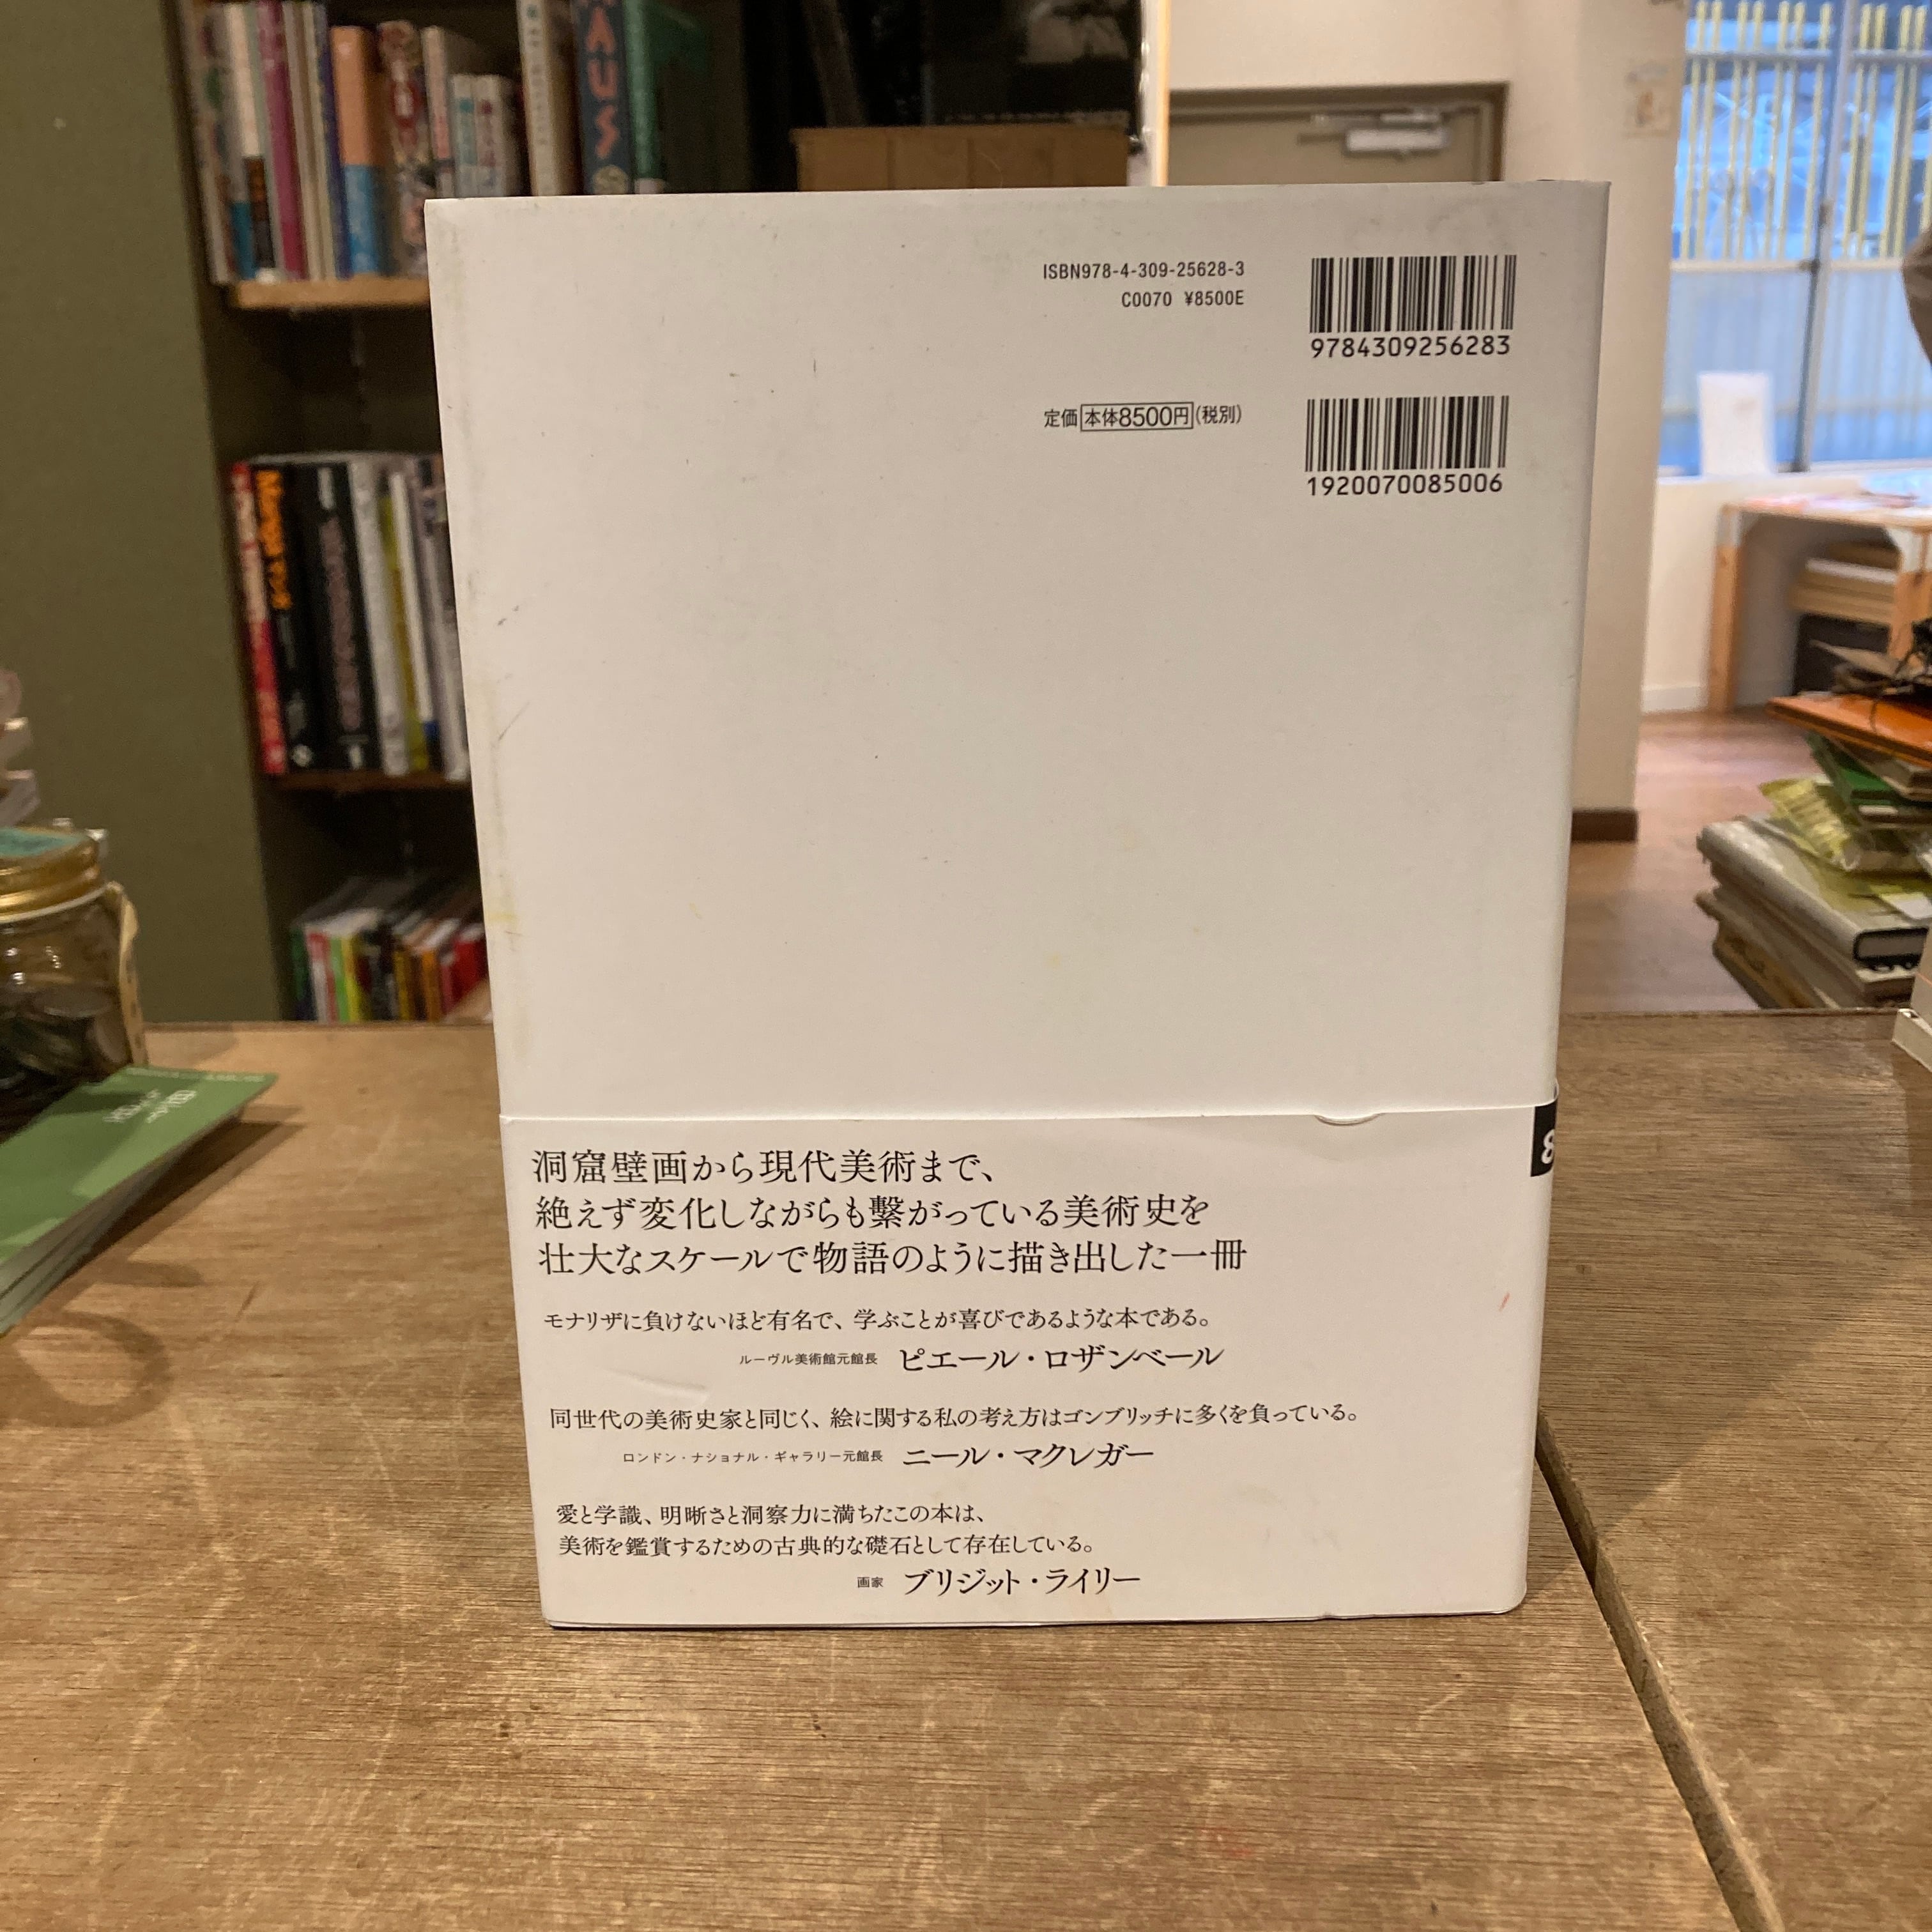 AUS
Manga マンガ
ISBN978-4-309-25628-3
C0070 ¥8500E
9784309256283
定価 本体8500円 (税別)
1920070085006
8
洞窟壁画から現代美術まで、
絶えず変化しながらも繋がっている美術史を
壮大なスケールで物語のように描き出した一冊
モナリザに負けないほど有名で、学ぶことが喜びであるような本である。
ルーヴル美術館元館長 ピエール・ロザンベール
同世代の美術史家と同じく、絵に関する私の考え方はゴンブリッチに多くを負っている。
ロンドン・ナショナル・ギャラリー元館長 ニール・マクレガー
愛と学識、明晰さと洞察力に満ちたこの本は、
美術を鑑賞するための古典的な礎石として存在している。
画家 ブリジット・ライリー